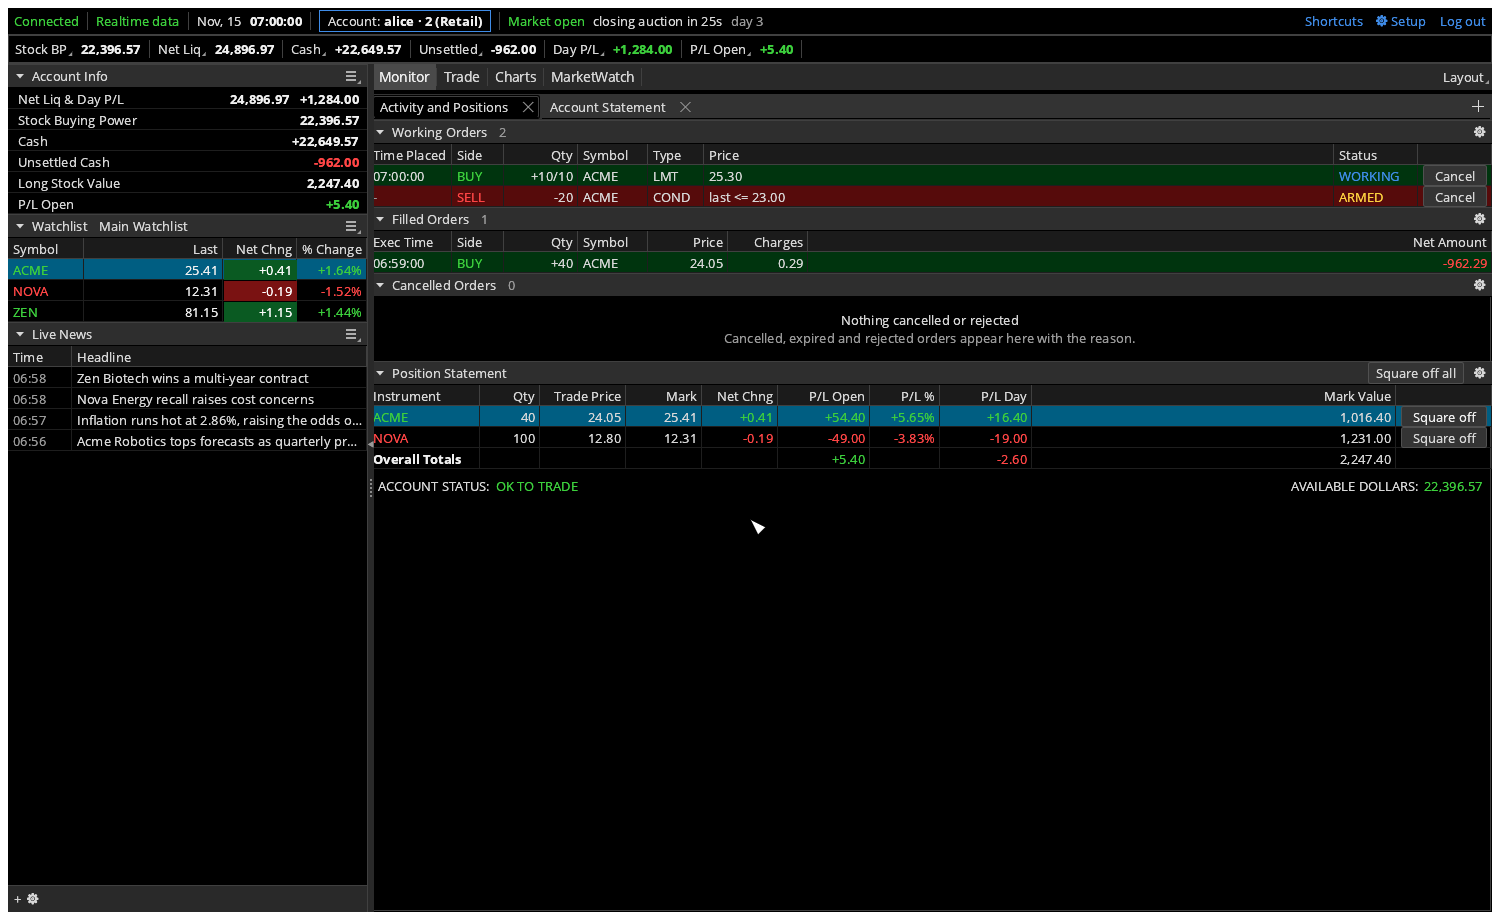 Connected Realtime data Nov, 15 07:00:00 Account: alice · 2 (Retail) Market open closing auction in 25s day 3 Shortcuts Setup Log out
Stock BP 22,396.57 Net Liq 24,896.97 Cash +22,649.57 Unsettled -962.00 Day P/L +1,284.00 P/L Open +5.40
Account Info
Net Liq & Day P/L 24,896.97 +1,284.00
Stock Buying Power 22,396.57
Cash +22,649.57
Unsettled Cash -962.00
Long Stock Value 2,247.40
P/L Open +5.40
Watchlist Main Watchlist
Symbol Last Net Chng % Change
ACME 25.41 +0.41 +1.64%
NOVA 12.31 -0.19 -1.52%
ZEN 81.15 +1.15 +1.44%
Live News
Time Headline
06:58 Zen Biotech wins a multi-year contract
06:58 Nova Energy recall raises cost concerns
06:57 Inflation runs hot at 2.86%, raising the odds o...
06:56 Acme Robotics tops forecasts as quarterly pr...
+
Monitor Trade Charts MarketWatch Layout
Activity and Positions Account Statement
Working Orders 2
Time Placed Side Qty Symbol Type Price Status
07:00:00 BUY +10/10 ACME LMT 25.30 WORKING Cancel
- SELL -20 ACME COND last <= 23.00 ARMED Cancel
Filled Orders 1
Exec Time Side Qty Symbol Price Charges Net Amount
06:59:00 BUY +40 ACME 24.05 0.29 -962.29
Cancelled Orders 0
Nothing cancelled or rejected
Cancelled, expired and rejected orders appear here with the reason.
Position Statement Square off all
Instrument Qty Trade Price Mark Net Chng P/L Open P/L % P/L Day Mark Value
ACME 40 24.05 25.41 +0.41 +54.40 +5.65% +16.40 1,016.40 Square off
NOVA 100 12.80 12.31 -0.19 -49.00 -3.83% -19.00 1,231.00 Square off
Overall Totals +5.40 -2.60 2,247.40
ACCOUNT STATUS: OK TO TRADE AVAILABLE DOLLARS: 22,396.57